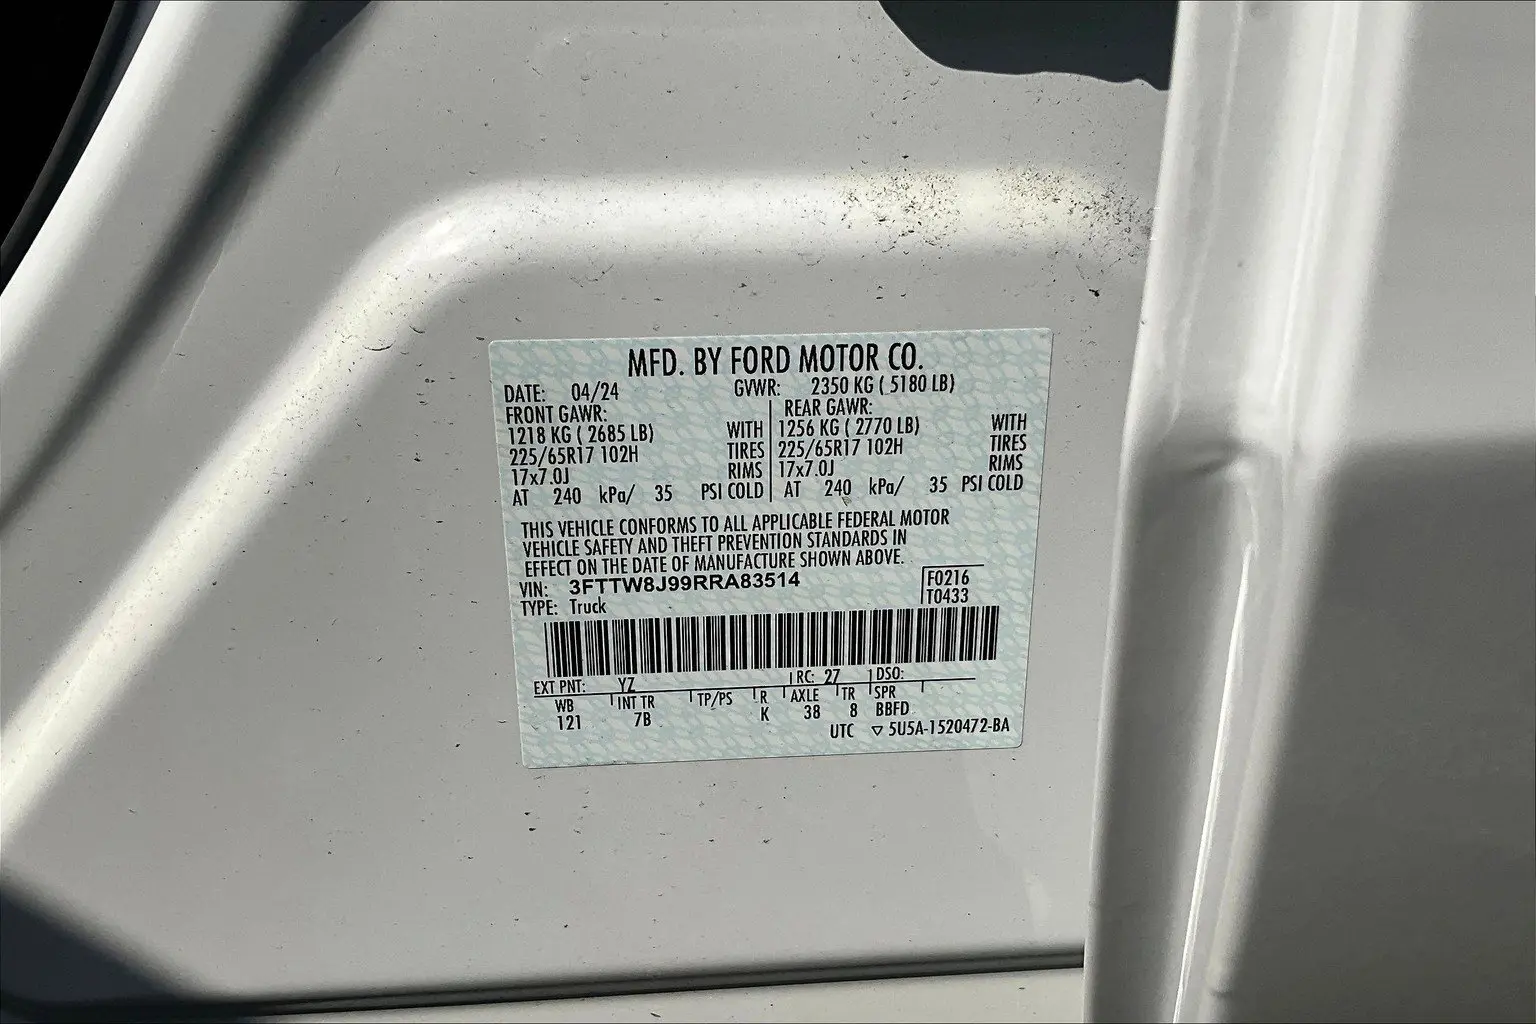 MFD. BY FORD MOTOR CO.
DATE: 04/24 GVWR: 2350 KG ( 5180 LB)
FRONT GAWR: REAR GAWR:
1218 KG ( 2685 LB) WITH 1256 KG ( 2770 LB) WITH
225/65R17 102H TIRES 225/65R17 102H TIRES
17x7.0J RIMS 17x7.0J RIMS
AT 240 kPa/ 35 PSI COLD AT 240 kPa/ 35 PSI COLD
THIS VEHICLE CONFORMS TO ALL APPLICABLE FEDERAL MOTOR
VEHICLE SAFETY AND THEFT PREVENTION STANDARDS IN
EFFECT ON THE DATE OF MANUFACTURE SHOWN ABOVE.
VIN: 3FTTW8J99RRA83514 F0216
TYPE: Truck T0433
EXT PNT: YZ RC: 27 DSO:
WB INT TR TP/PS R AXLE TR SPR
121 7B K 38 8 BBFD
UTC ▽ 5U5A-1520472-BA